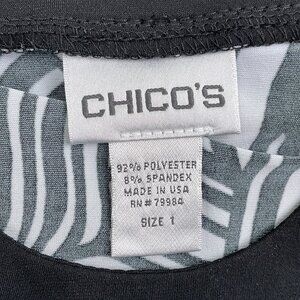 CHICO'S
92% POLYESTER
8% SPANDEX
MADE IN USA
RN# 79984
SIZE 1